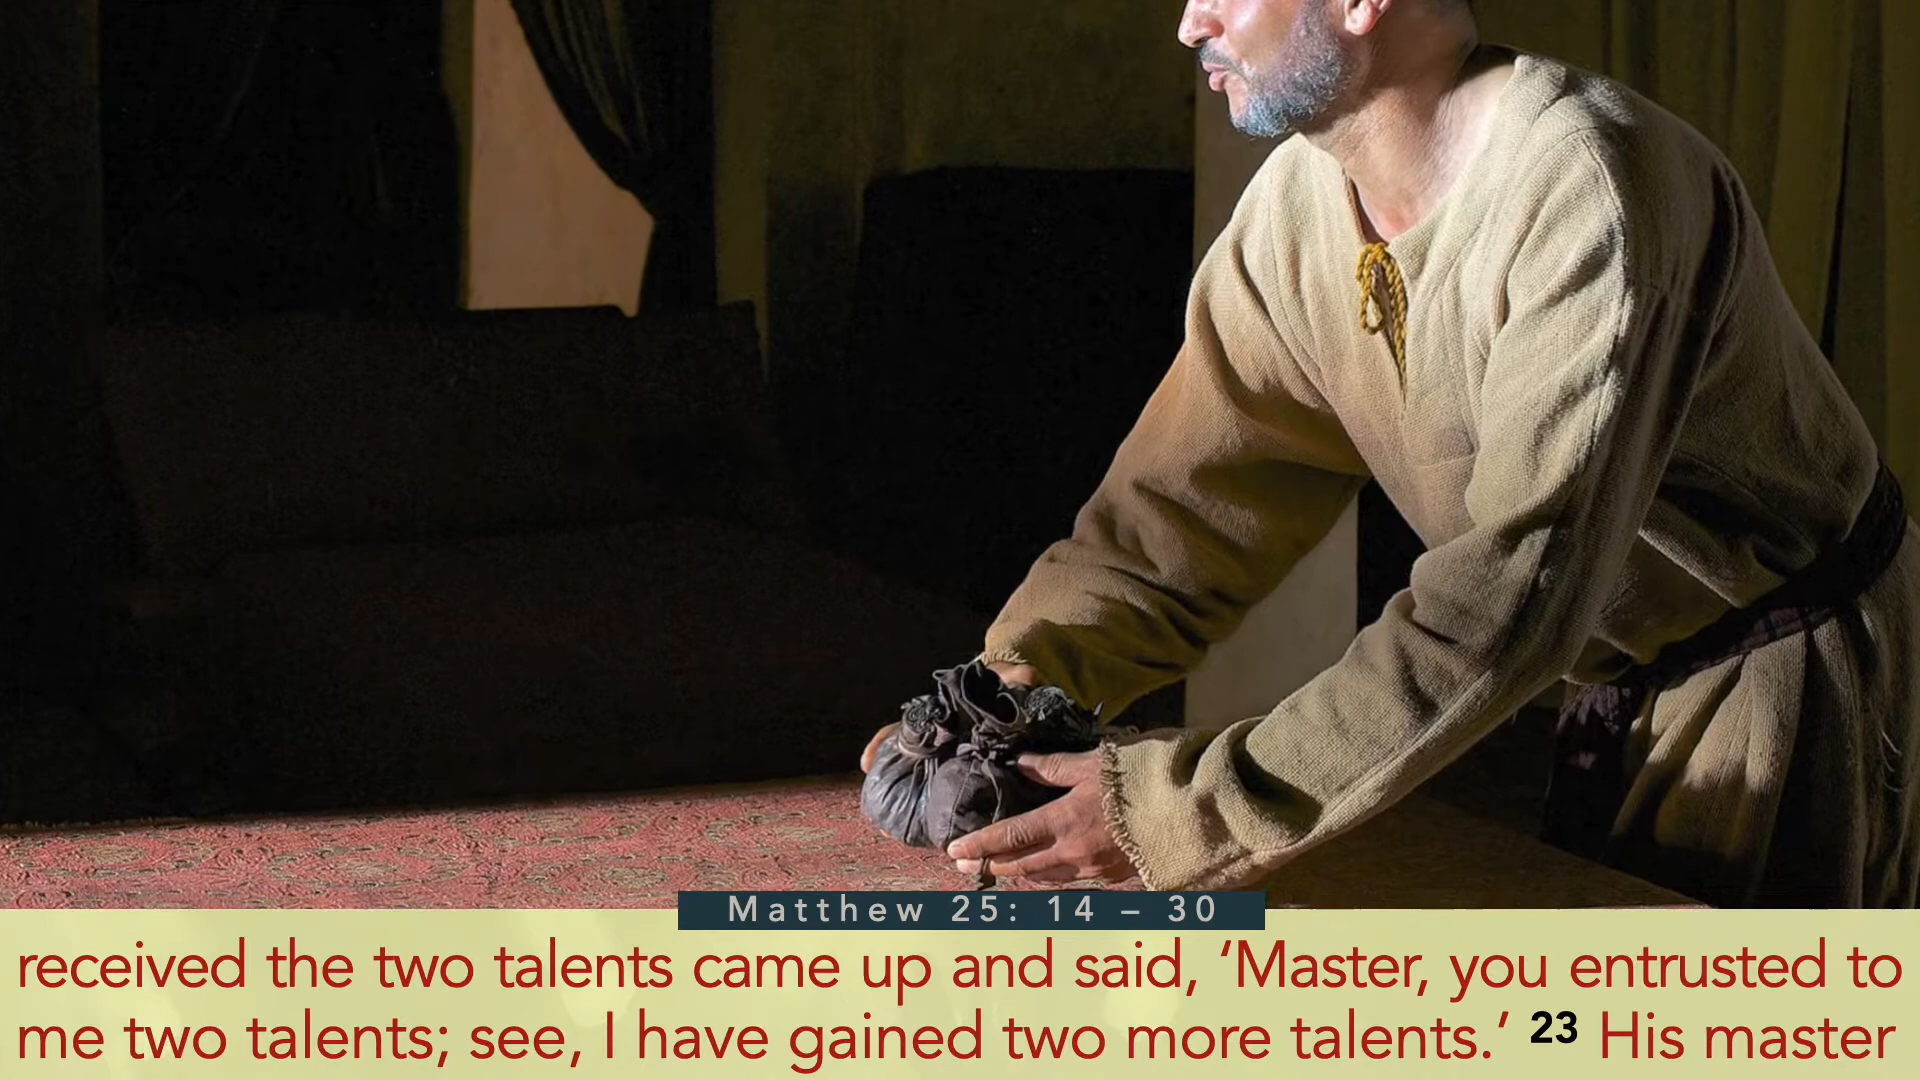 Matthew 25: 14 – 30
received the two talents came up and said, ‘Master, you entrusted to
me two talents; see, I have gained two more talents.’ 23 His master